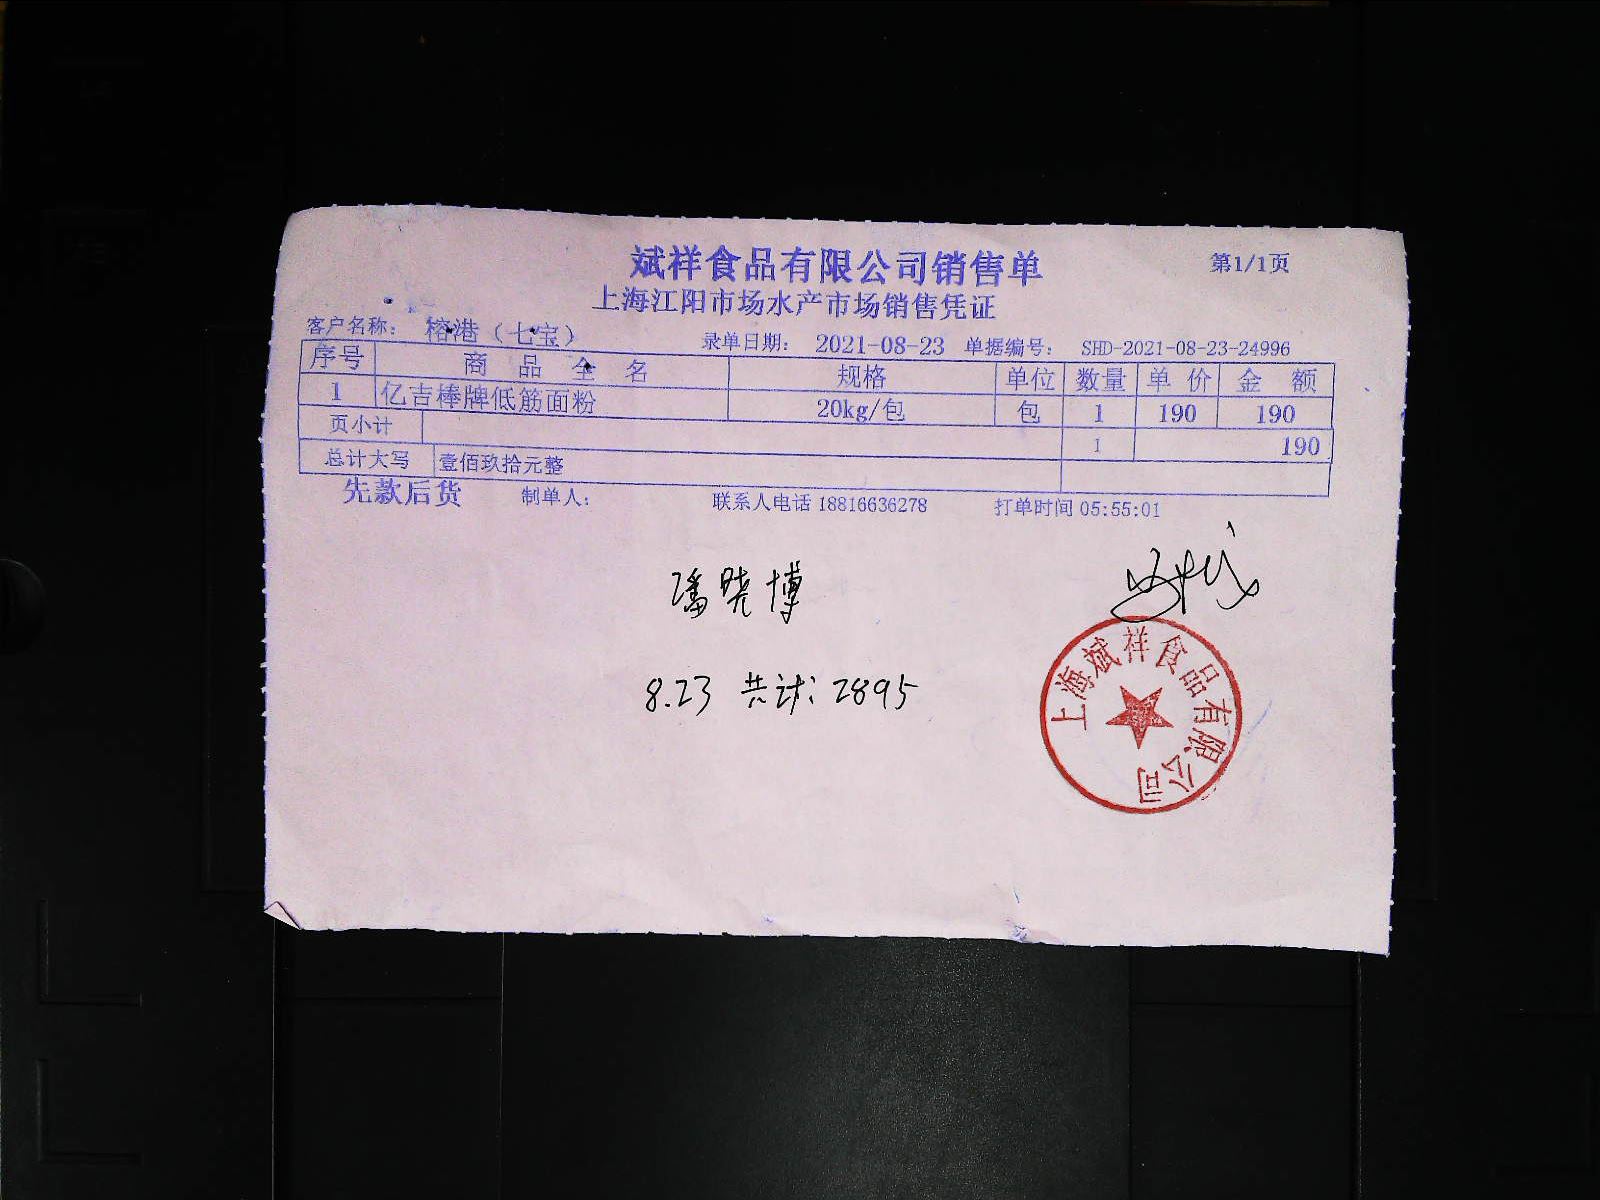 斌祥食品有限公司销售单 第1/1页
上海江阳市场水产市场销售凭证
客户名称： 榕港（七宝） 录单日期： 2021-08-23 单据编号： SHD-2021-08-23-24996
序号 商品全名 规格 单位 数量 单价 金额
1 亿吉棒牌低筋面粉 20kg/包 包 1 190 190
页小计 1 190
总计大写 壹佰玖拾元整
先款后货 制单人： 联系人电话 18816636278 打单时间 05:55:01
潘晓博
8.23 共计：2895
上海斌祥食品有限公司